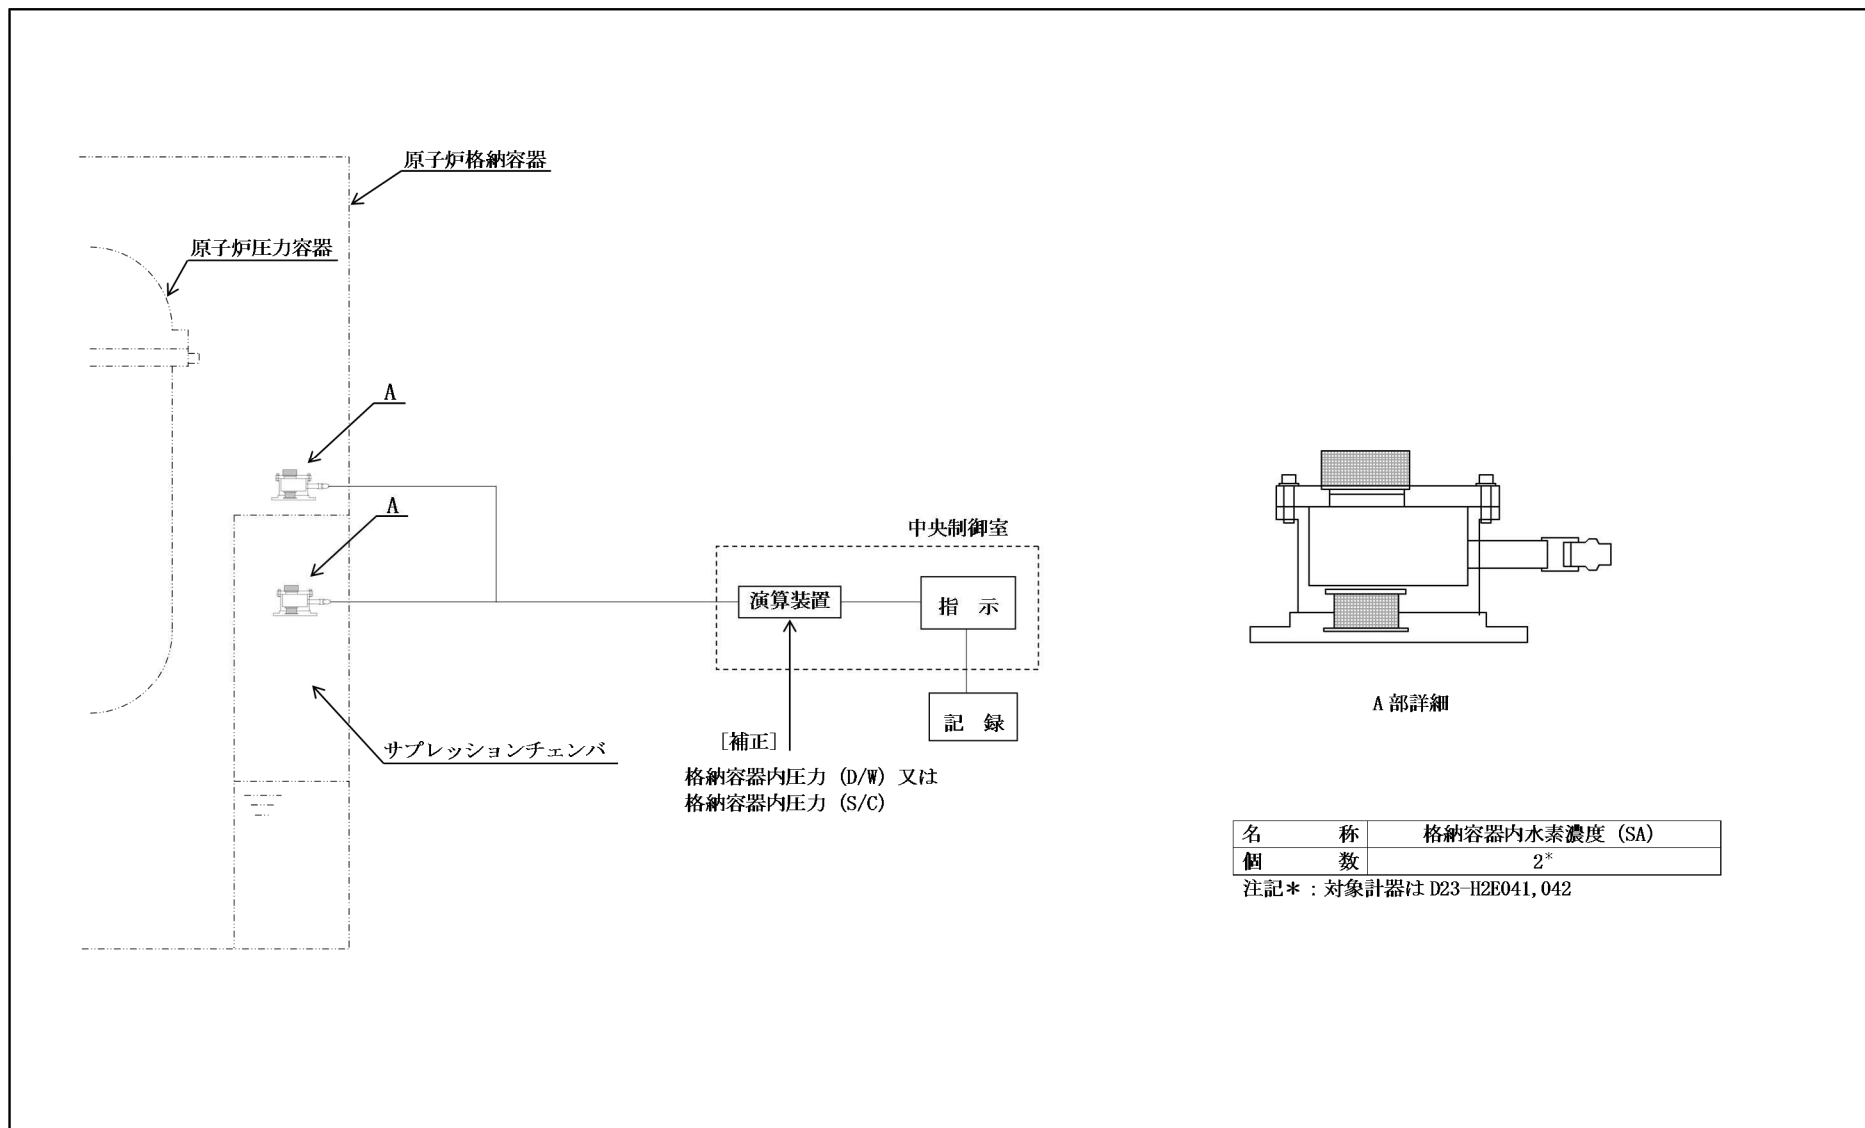 原子炉格納容器
原子炉圧力容器
A
A
中央制御室
演算装置
指 示
記 録
サプレッションチェンバ
[補正]
格納容器内圧力 (D/W) 又は
格納容器内圧力 (S/C)
A 部詳細
名 称 格納容器内水素濃度 (SA)
個 数 2*
注記*:対象計器は D23-H2E041,042